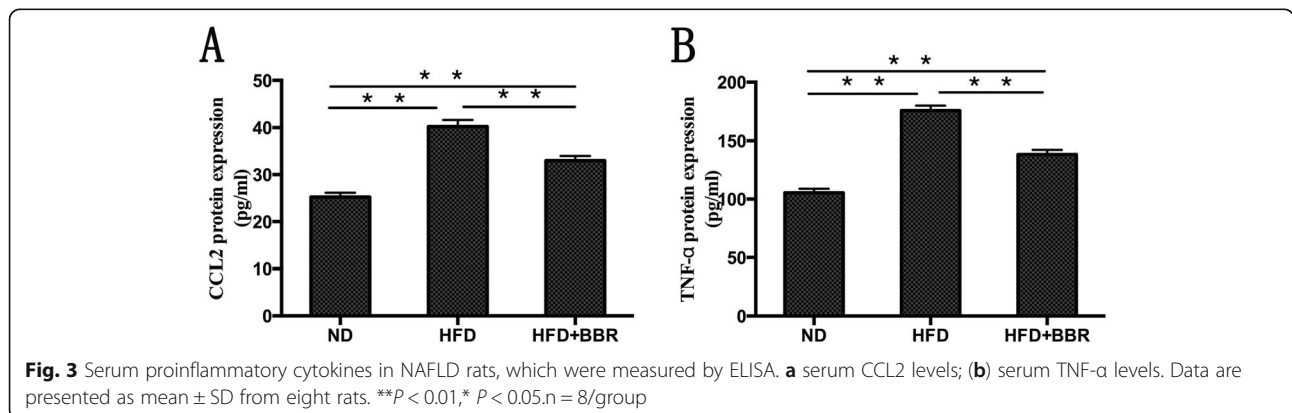 A
CCL2 protein expression
(pg/ml)
50
40
30
20
10
0
* *
* *
* *
ND
HFD
HFD+BBR
B
TNF-α protein expression
(pg/ml)
200
150
100
50
0
* *
* *
* *
ND
HFD
HFD+BBR
Fig. 3 Serum proinflammatory cytokines in NAFLD rats, which were measured by ELISA. a serum CCL2 levels; (b) serum TNF-α levels. Data are
presented as mean ± SD from eight rats. **P < 0.01,* P < 0.05.n = 8/group